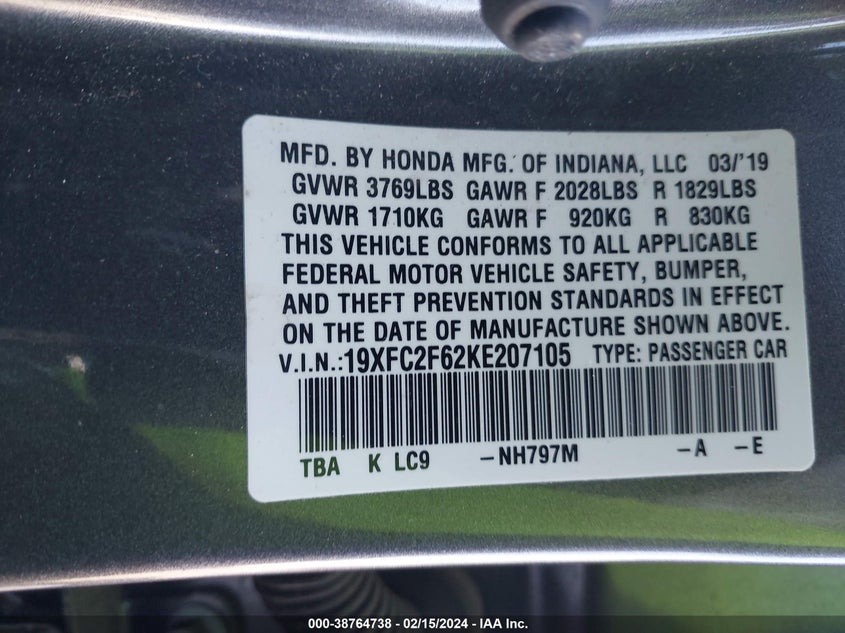 MFD. BY HONDA MFG. OF INDIANA, LLC 03/'19
GVWR 3769LBS GAWR F 2028LBS R 1829LBS
GVWR 1710KG GAWR F 920KG R 830KG
THIS VEHICLE CONFORMS TO ALL APPLICABLE
FEDERAL MOTOR VEHICLE SAFETY, BUMPER,
AND THEFT PREVENTION STANDARDS IN EFFECT
ON THE DATE OF MANUFACTURE SHOWN ABOVE.
V.I.N.:19XFC2F62KE207105 TYPE: PASSENGER CAR
TBA K LC9 -NH797M -A -E
000-38764738 - 02/15/2024 - IAA Inc.